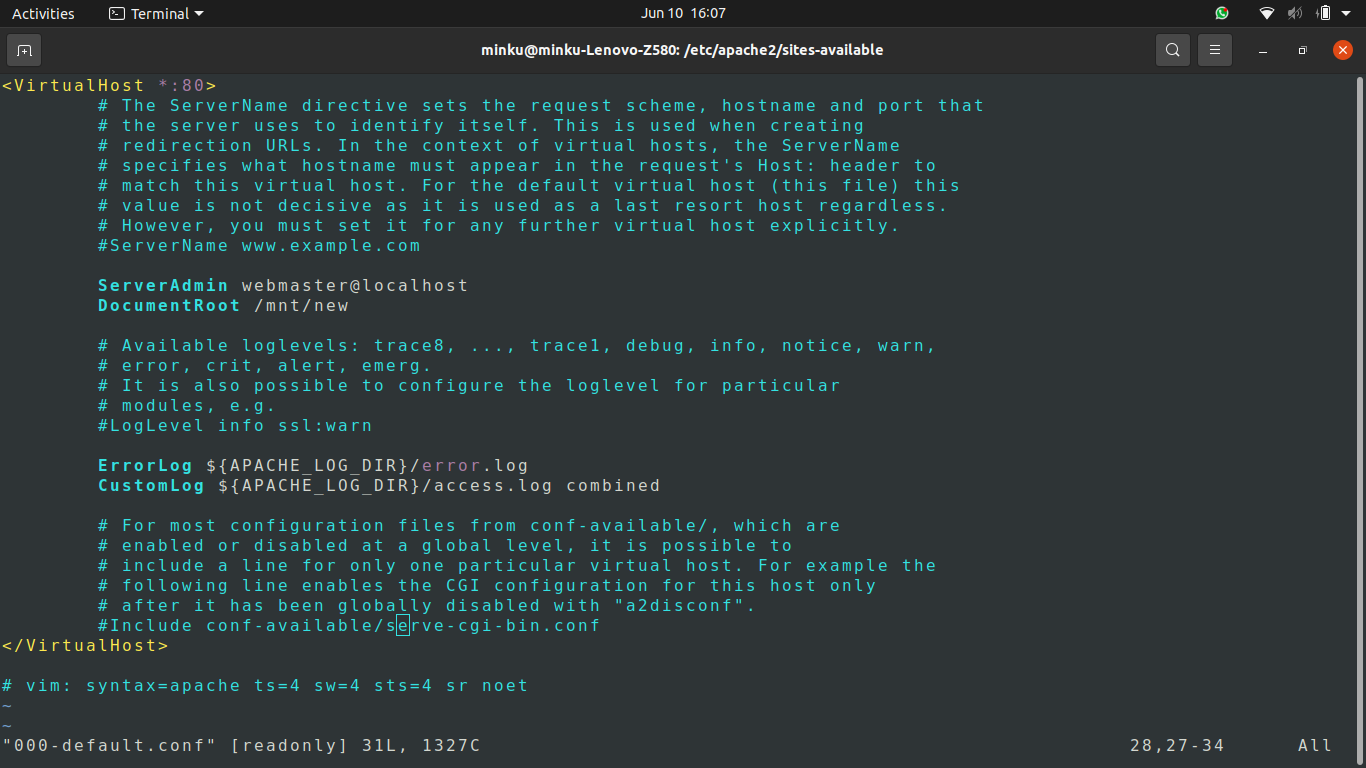 Activities Terminal Jun 10 16:07
minku@minku-Lenovo-Z580: /etc/apache2/sites-available
<VirtualHost *:80>
# The ServerName directive sets the request scheme, hostname and port that
# the server uses to identify itself. This is used when creating
# redirection URLs. In the context of virtual hosts, the ServerName
# specifies what hostname must appear in the request's Host: header to
# match this virtual host. For the default virtual host (this file) this
# value is not decisive as it is used as a last resort host regardless.
# However, you must set it for any further virtual host explicitly.
#ServerName www.example.com
ServerAdmin webmaster@localhost
DocumentRoot /mnt/new
# Available loglevels: trace8, ..., trace1, debug, info, notice, warn,
# error, crit, alert, emerg.
# It is also possible to configure the loglevel for particular
# modules, e.g.
#LogLevel info ssl:warn
ErrorLog ${APACHE_LOG_DIR}/error.log
CustomLog ${APACHE_LOG_DIR}/access.log combined
# For most configuration files from conf-available/, which are
# enabled or disabled at a global level, it is possible to
# include a line for only one particular virtual host. For example the
# following line enables the CGI configuration for this host only
# after it has been globally disabled with "a2disconf".
#Include conf-available/serve-cgi-bin.conf
</VirtualHost>
# vim: syntax=apache ts=4 sw=4 sts=4 sr noet
~
~
"000-default.conf" [readonly] 31L, 1327C 28,27-34 All